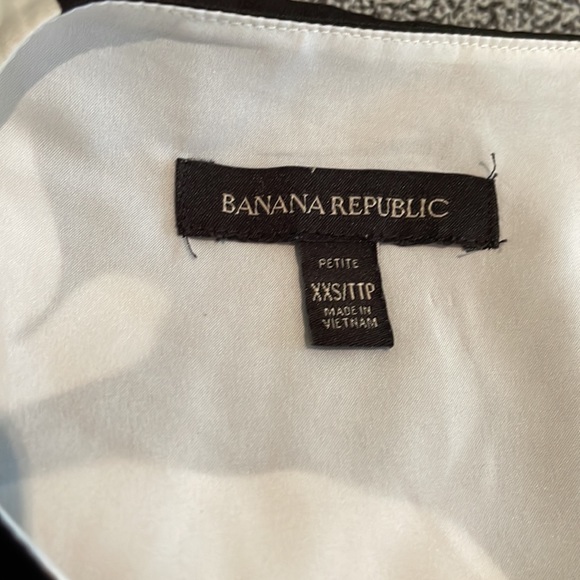 BANANA REPUBLIC
PETITE
XXS/TTP
MADE IN
VIETNAM